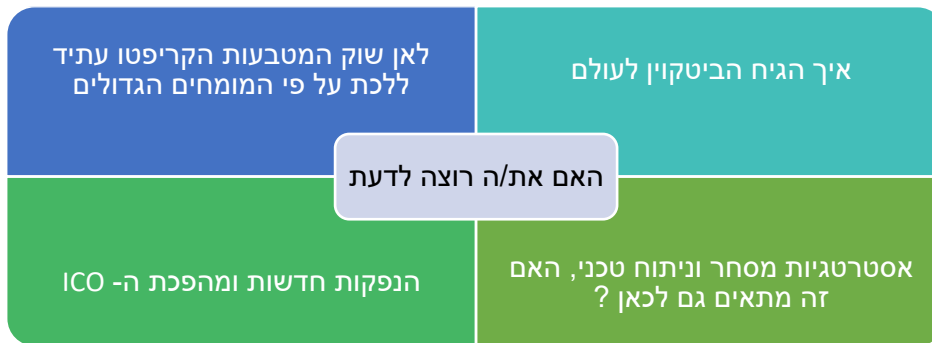 איך הגיח הביטקוין לעולם
לאן שוק המטבעות הקריפטו עתיד
ללכת על פי המומחים הגדולים
האם את/ה רוצה לדעת
אסטרטגיות מסחר וניתוח טכני, האם
זה מתאים גם לכאן ?
הנפקות חדשות ומהפכת ה- ICO